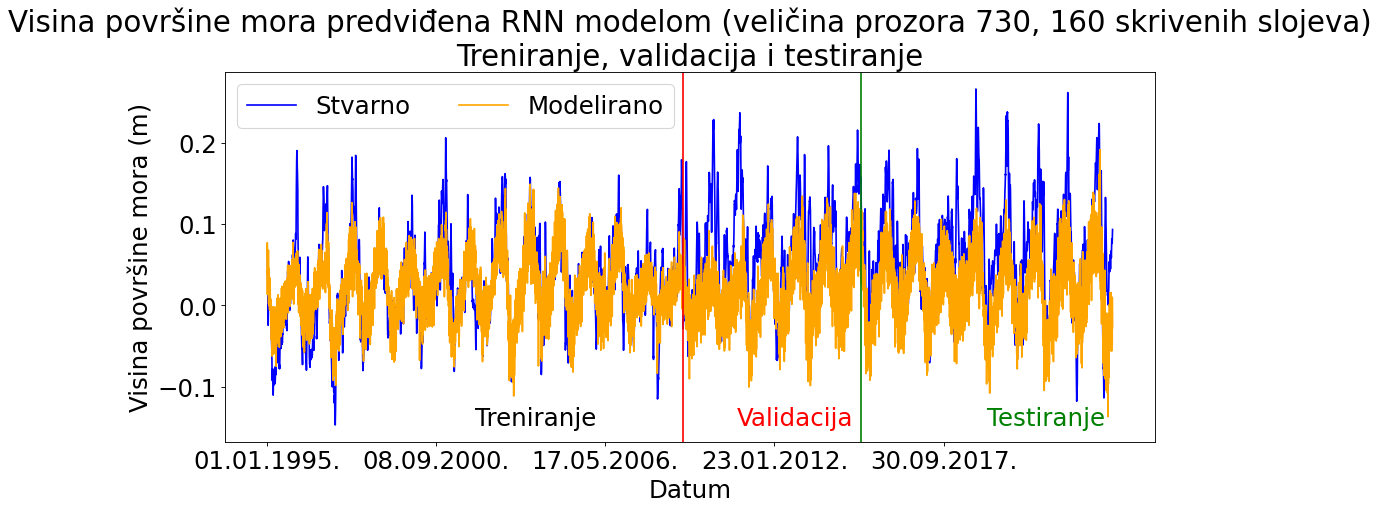 Visina površine mora predviđena RNN modelom (veličina prozora 730, 160 skrivenih slojeva)
Treniranje, validacija i testiranje
Stvarno Modelirano
Visina površine mora (m)
0.2
0.1
0.0
−0.1
Treniranje Validacija Testiranje
01.01.1995. 08.09.2000. 17.05.2006. 23.01.2012. 30.09.2017.
Datum